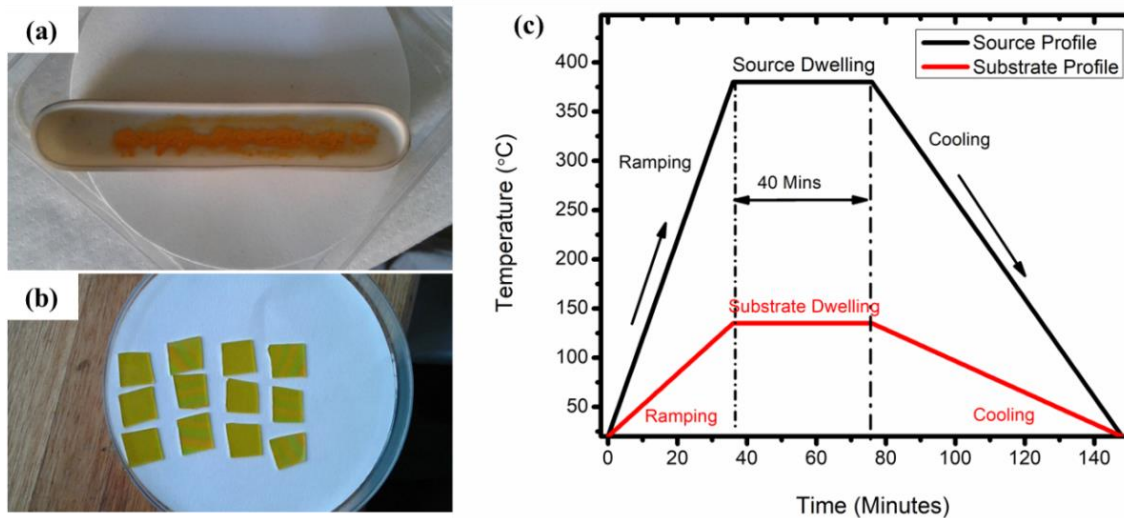 (a)
(b)
(c)
Source Profile
Substrate Profile
Source Dwelling
Ramping
Cooling
40 Mins
Substrate Dwelling
Ramping
Cooling
Temperature (°C)
400
350
300
250
200
150
100
50
0 20 40 60 80 100 120 140
Time (Minutes)